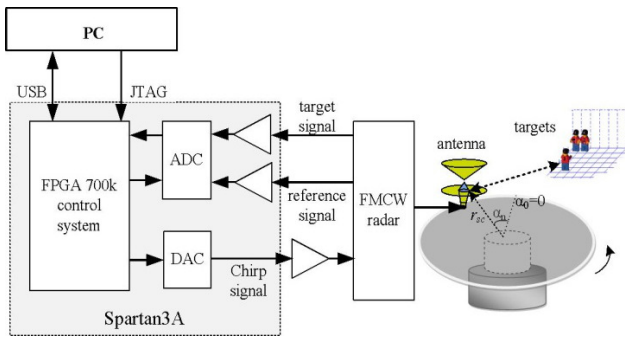 PC
USB
JTAG
target
signal
antenna
targets
FPGA 700k
control
system
ADC
reference
signal
FMCW
radar
DAC
Chirp
signal
Spartan3A
r_sc
α_n
α_0=0